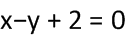 x−y + 2 = 0